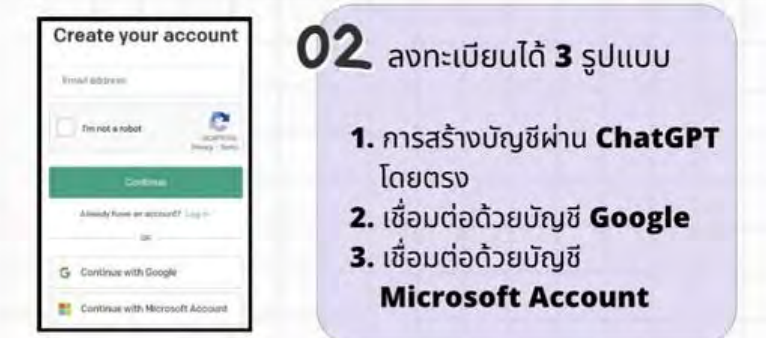 Create your account
Email address
I'm not a robot
reCAPTCHA
Privacy - Terms
Continue
Already have an account? Log in
OR
Continue with Google
Continue with Microsoft Account
02 ลงทะเบียนได้ 3 รูปแบบ
1. การสร้างบัญชีผ่าน ChatGPT
โดยตรง
2. เชื่อมต่อด้วยบัญชี Google
3. เชื่อมต่อด้วยบัญชี
Microsoft Account